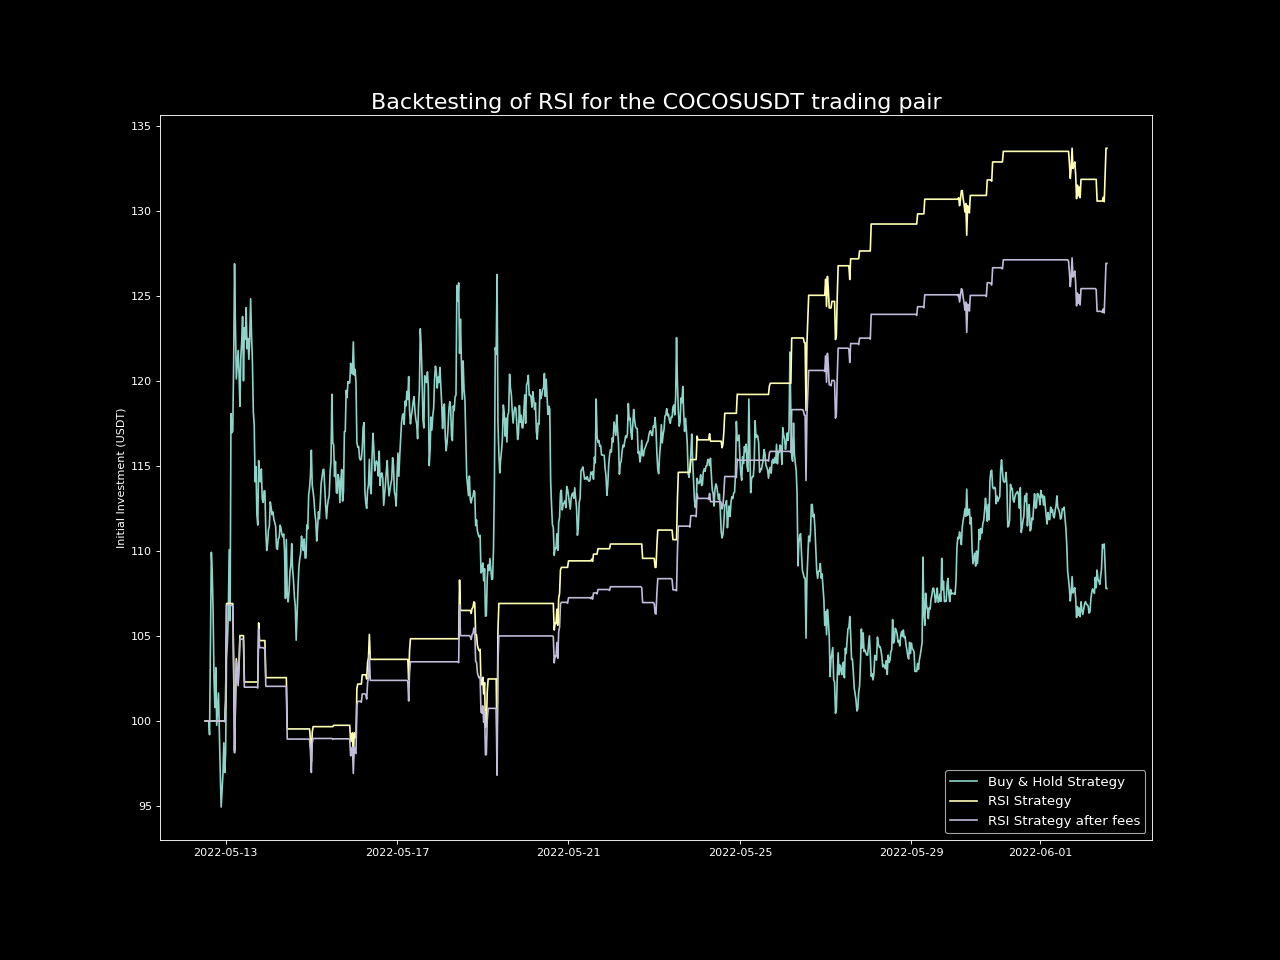 Backtesting of RSI for the COCOSUSDT trading pair
135
130
125
120
115
110
105
100
95
Initial Investment (USDT)
Buy & Hold Strategy
RSI Strategy
RSI Strategy after fees
2022-05-13 2022-05-17 2022-05-21 2022-05-25 2022-05-29 2022-06-01